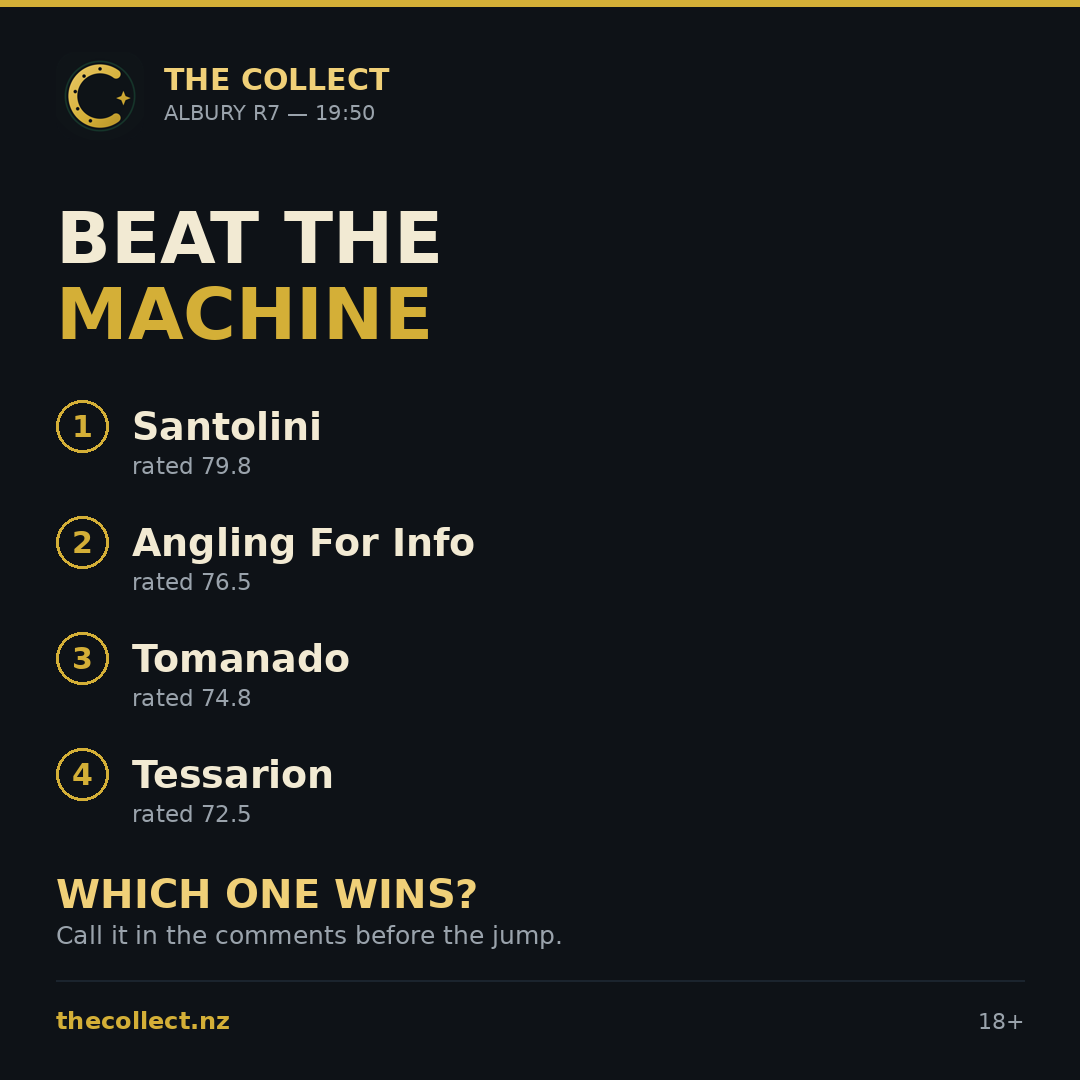 THE COLLECT
ALBURY R7 — 19:50
BEAT THE
MACHINE
1 Santolini
rated 79.8
2 Angling For Info
rated 76.5
3 Tomanado
rated 74.8
4 Tessarion
rated 72.5
WHICH ONE WINS?
Call it in the comments before the jump.
thecollect.nz 18+